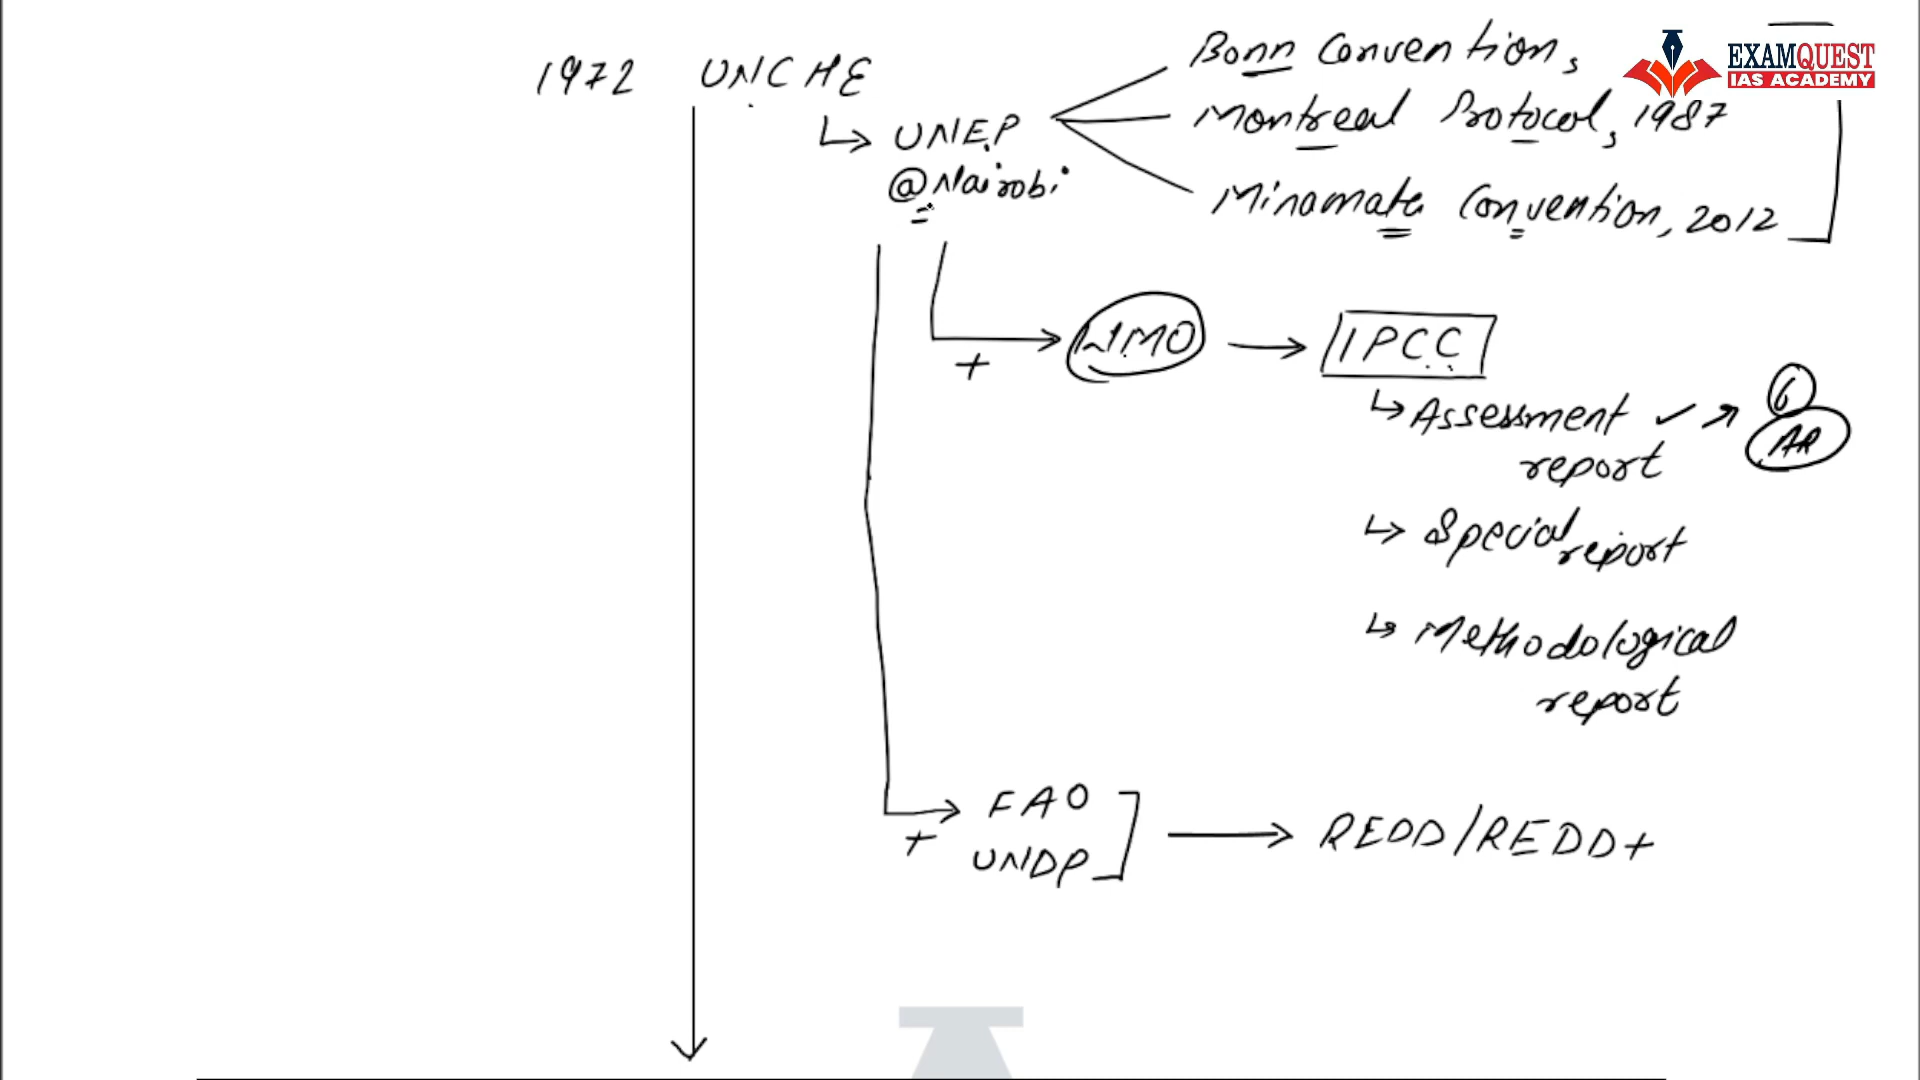 1972 UNCHE
↳ UNEP
@Nairobi
Bonn Convention,
Montreal Protocol, 1987
Minamata Convention, 2012
EXAMQUEST
IAS ACADEMY
+ WMO → IPCC
↳ Assessment ✓ ↗ 6
AR
report
↳ Special report
↳ Methodological
report
+ FAO
UNDP
→ REDD/REDD+